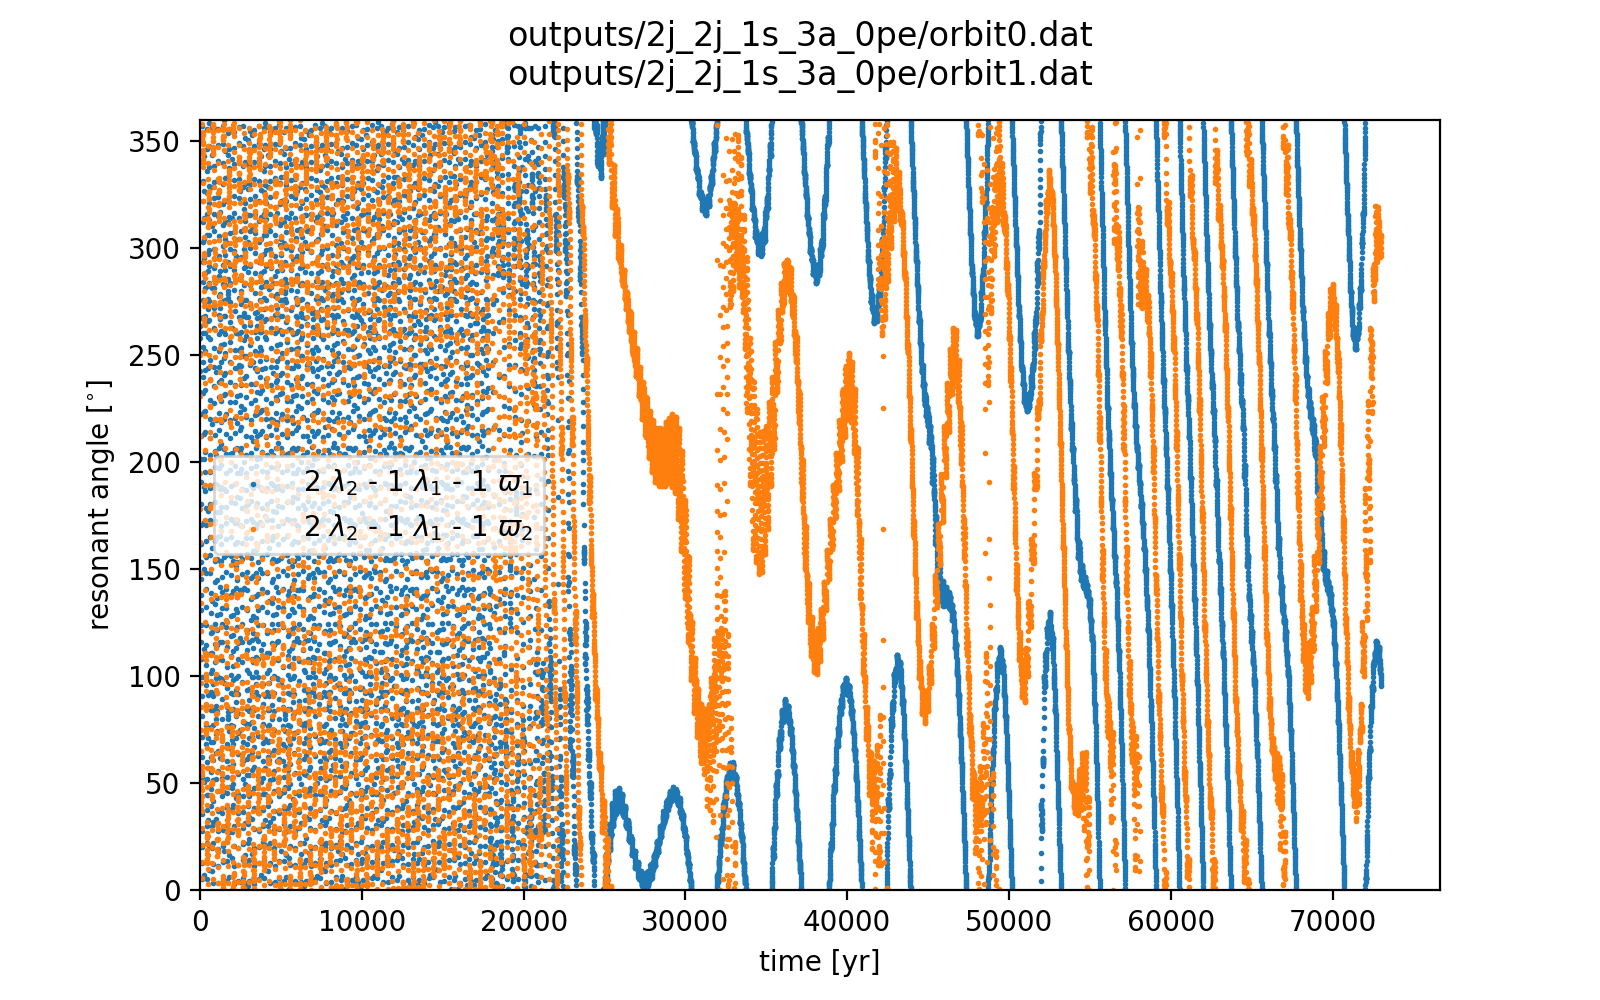 outputs/2j_2j_1s_3a_0pe/orbit0.dat
outputs/2j_2j_1s_3a_0pe/orbit1.dat
350
300
250
200
150
100
50
0
resonant angle [°]
2 λ₂ - 1 λ₁ - 1 ϖ₁
2 λ₂ - 1 λ₁ - 1 ϖ₂
0 10000 20000 30000 40000 50000 60000 70000
time [yr]